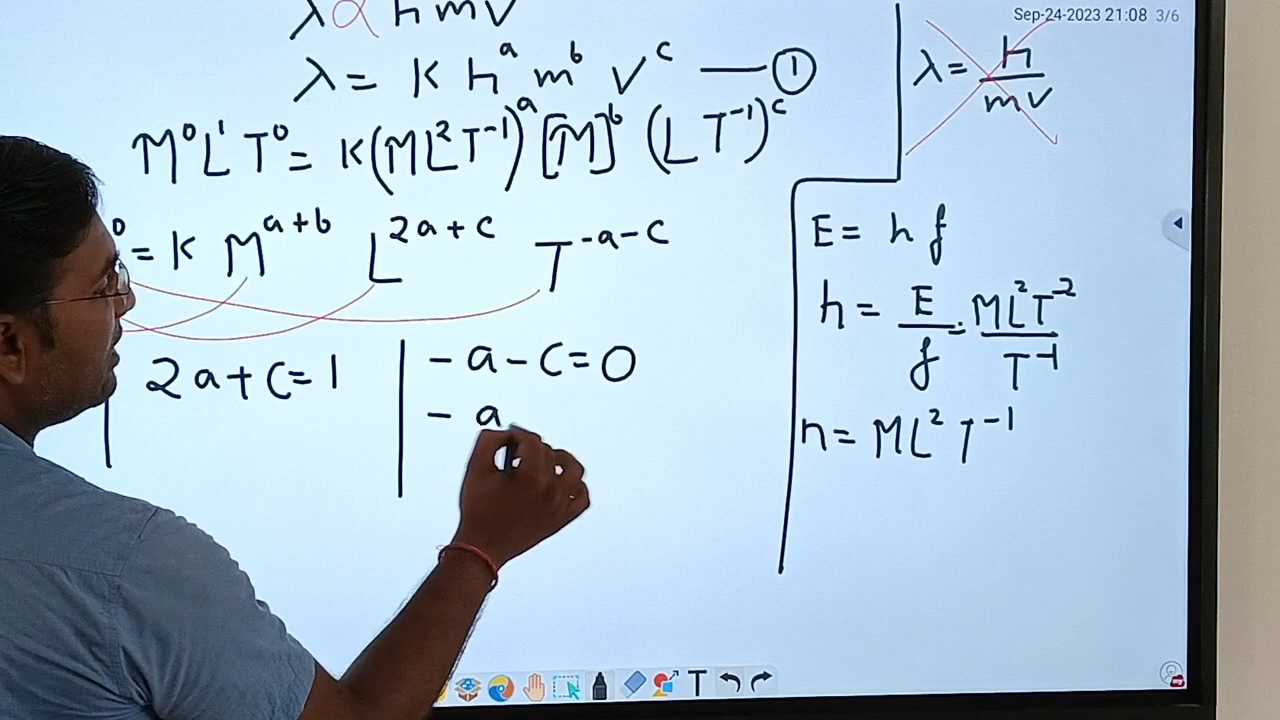 Sep-24-2023 21:08 3/6
λ α h m v
λ = K h^a m^b v^c — ①
M⁰L¹T⁰ = K(ML²T⁻¹)^a [M]^b (LT⁻¹)^c
⁰ = K M^a+b L^2a+c T^-a-c
2a+c=1
-a-c=0
-a
λ = h/mv
E = h f
h = E/f = ML²T⁻²/T⁻¹
h = ML²T⁻¹
T